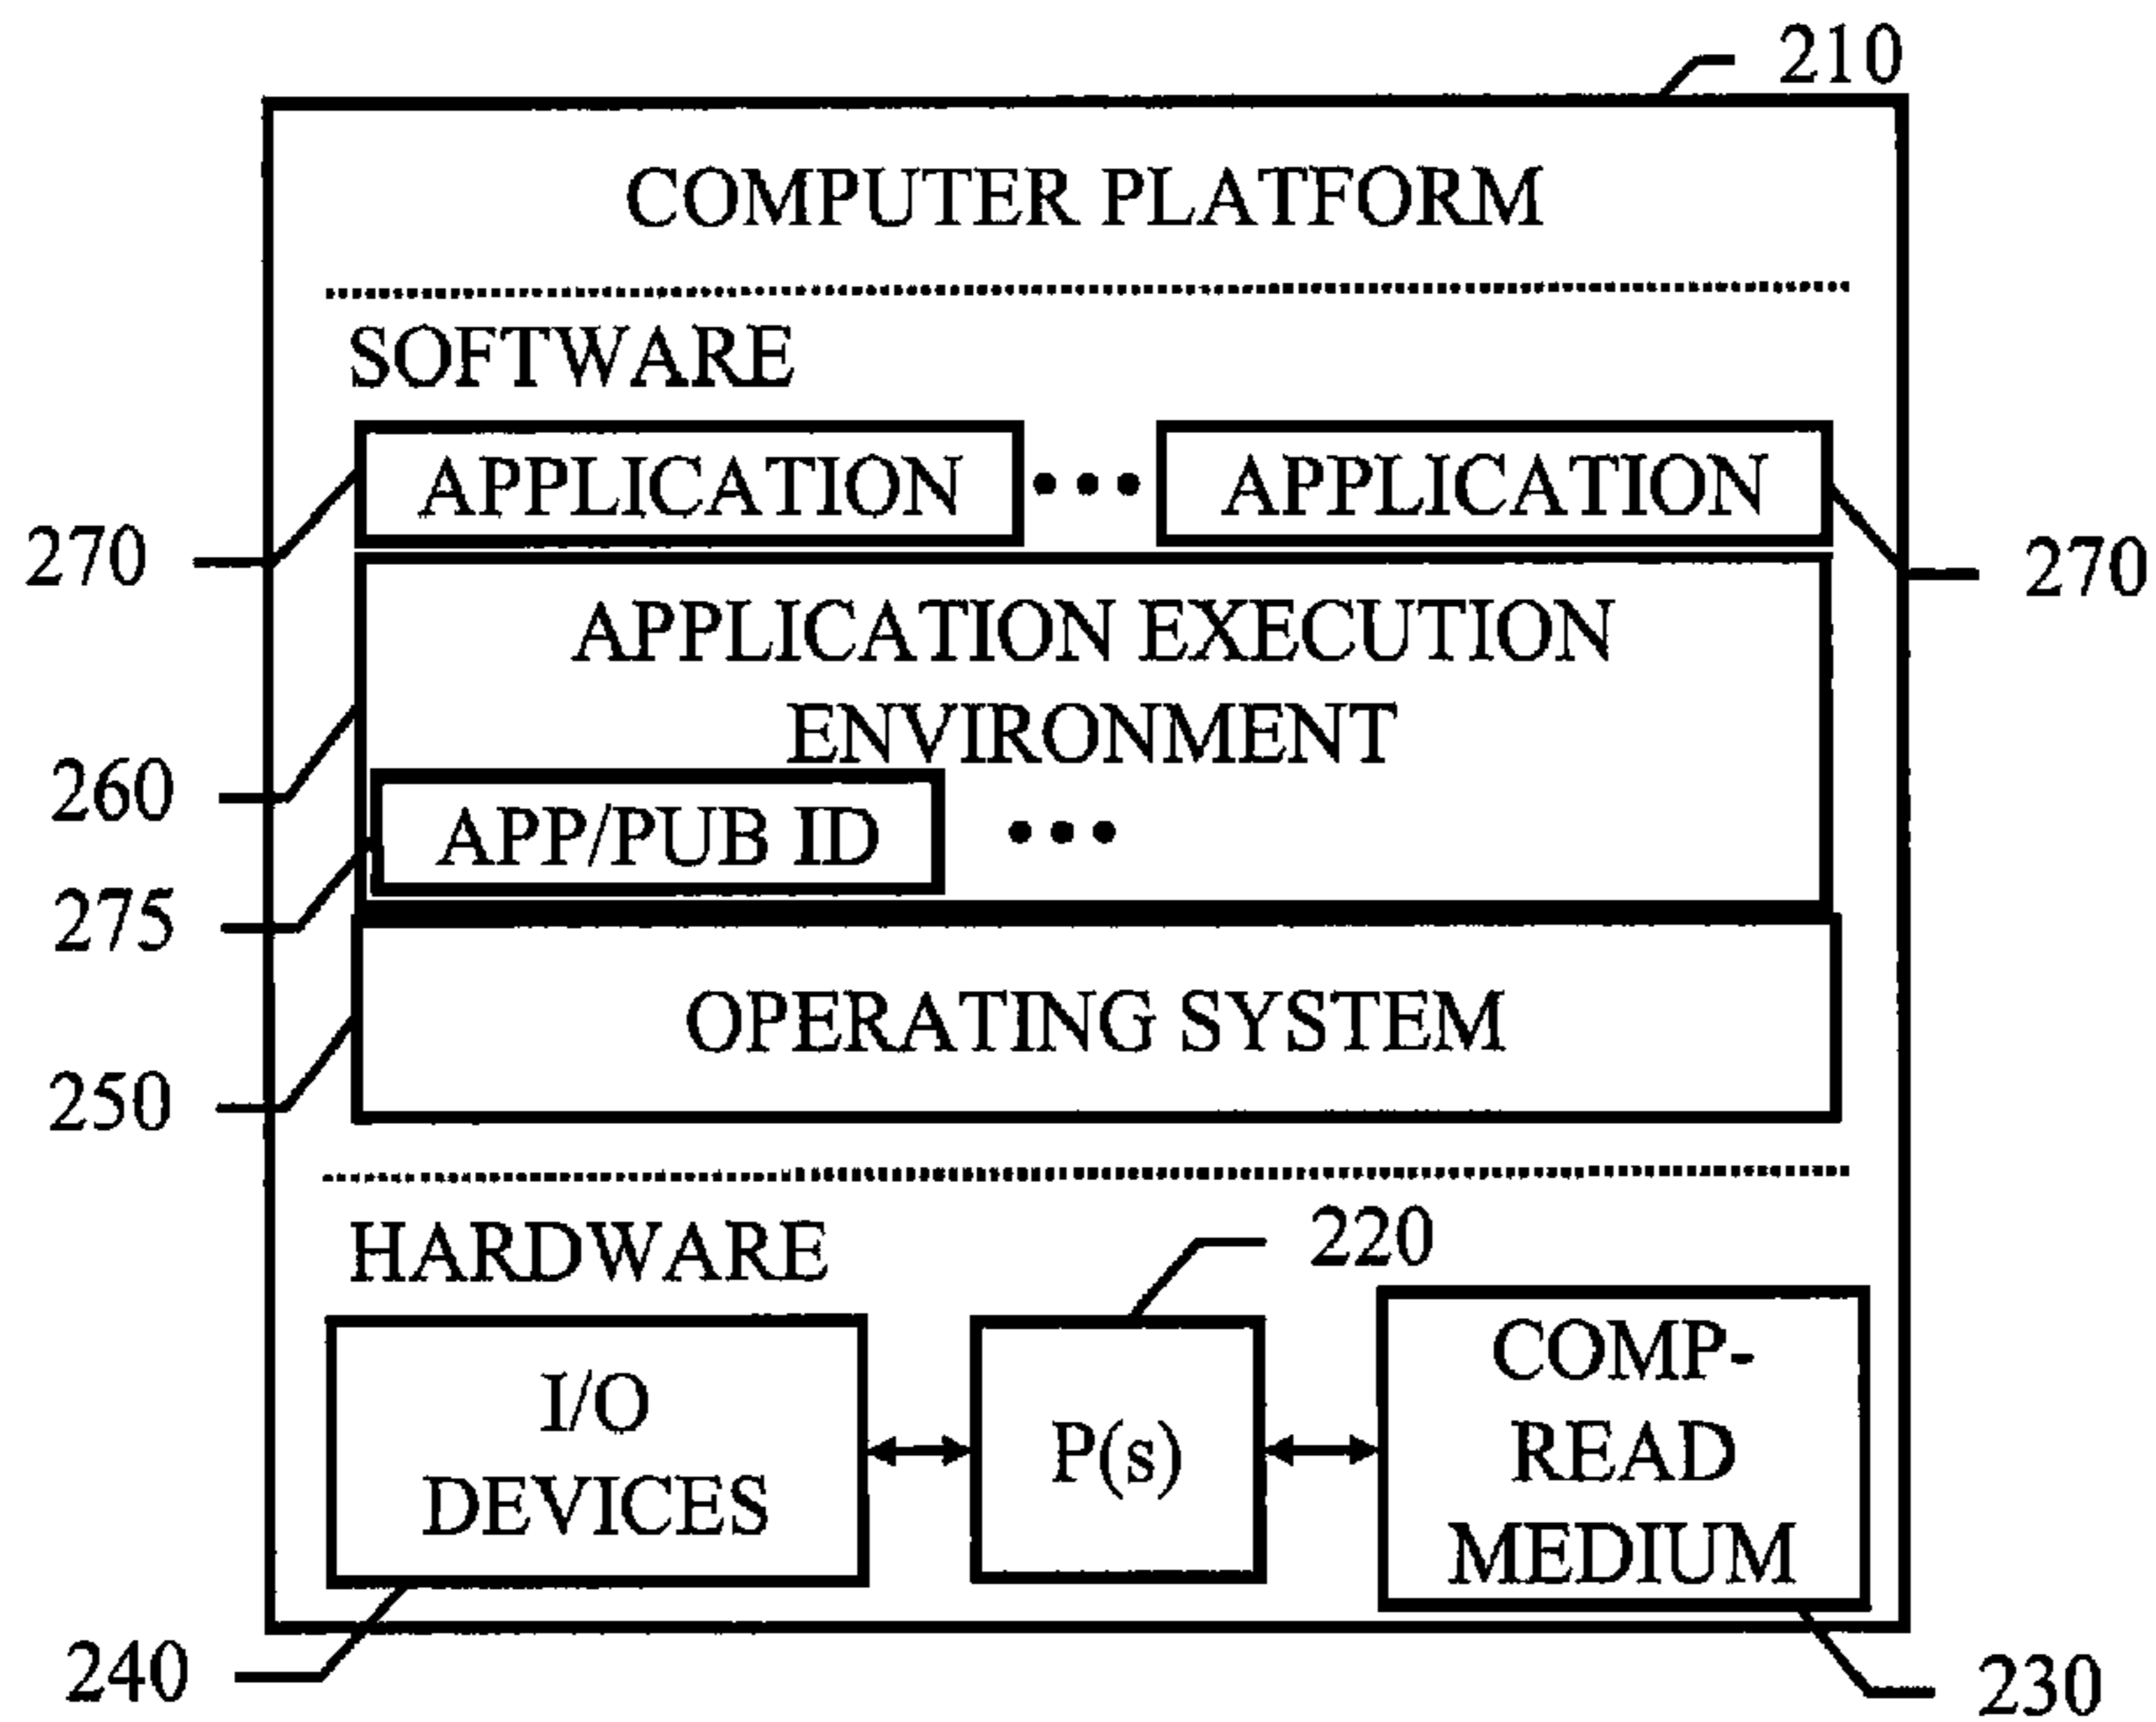 210
COMPUTER PLATFORM
SOFTWARE
APPLICATION ••• APPLICATION
270
270
APPLICATION EXECUTION
ENVIRONMENT
260
APP/PUB ID •••
275
OPERATING SYSTEM
250
HARDWARE
220
I/O
DEVICES
P(s)
COMP-
READ
MEDIUM
240
230